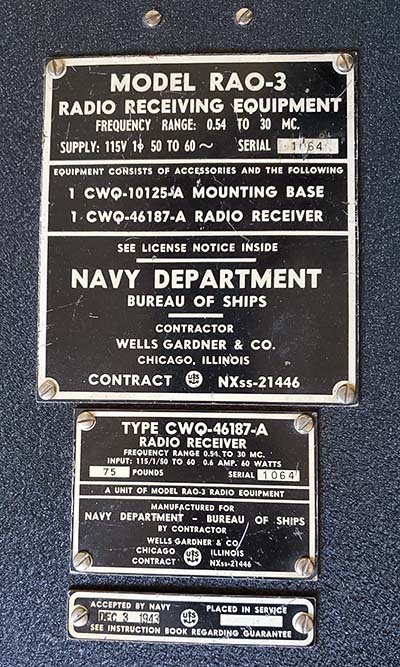 MODEL RAO-3
RADIO RECEIVING EQUIPMENT
FREQUENCY RANGE: 0.54 TO 30 MC.
SUPPLY: 115V 1ϕ 50 TO 60 ~ SERIAL 1064
EQUIPMENT CONSISTS OF ACCESSORIES AND THE FOLLOWING
1 CWQ-10125-A MOUNTING BASE
1 CWQ-46187-A RADIO RECEIVER
SEE LICENSE NOTICE INSIDE
NAVY DEPARTMENT
BUREAU OF SHIPS
CONTRACTOR
WELLS GARDNER & CO.
CHICAGO, ILLINOIS
CONTRACT NXss-21446
TYPE CWQ-46187-A
RADIO RECEIVER
FREQUENCY RANGE 0.54 TO 30 MC.
INPUT: 115/1/50 TO 60 0.6 AMP. 60 WATTS
75 POUNDS SERIAL 1064
A UNIT OF MODEL RAO-3 RADIO EQUIPMENT
MANUFACTURED FOR
NAVY DEPARTMENT - BUREAU OF SHIPS
BY CONTRACTOR
WELLS GARDNER & CO.
CHICAGO ILLINOIS
CONTRACT NXss-21446
ACCEPTED BY NAVY PLACED IN SERVICE
DEC 3 1943
SEE INSTRUCTION BOOK REGARDING GUARANTEE